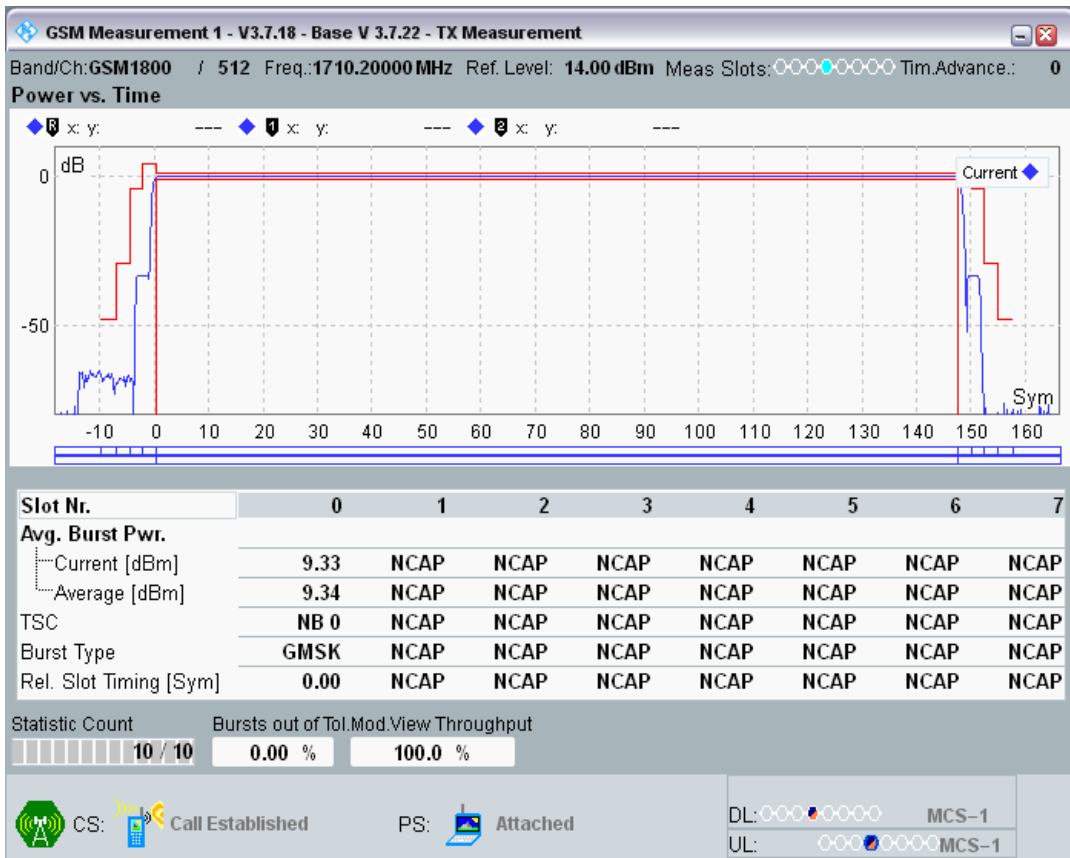 GSM Measurement 1 - V3.7.18 - Base V 3.7.22 - TX Measurement
Band/Ch:GSM1800 / 512 Freq.:1710.20000 MHz Ref. Level: 14.00 dBm Meas Slots: Tim.Advance.: 0
Power vs. Time
R x: y: --- 1 x: y: --- 2 x: y: ---
dB
Current
0
-50
Sym
-10 0 10 20 30 40 50 60 70 80 90 100 110 120 130 140 150 160
Slot Nr. 0 1 2 3 4 5 6 7
Avg. Burst Pwr.
Current [dBm] 9.33 NCAP NCAP NCAP NCAP NCAP NCAP NCAP
Average [dBm] 9.34 NCAP NCAP NCAP NCAP NCAP NCAP NCAP
TSC NB 0 NCAP NCAP NCAP NCAP NCAP NCAP NCAP
Burst Type GMSK NCAP NCAP NCAP NCAP NCAP NCAP NCAP
Rel. Slot Timing [Sym] 0.00 NCAP NCAP NCAP NCAP NCAP NCAP NCAP
Statistic Count Bursts out of Tol.Mod.View Throughput
10 / 10 0.00 % 100.0 %
CS: Call Established PS: Attached
DL: MCS-1
UL: MCS-1